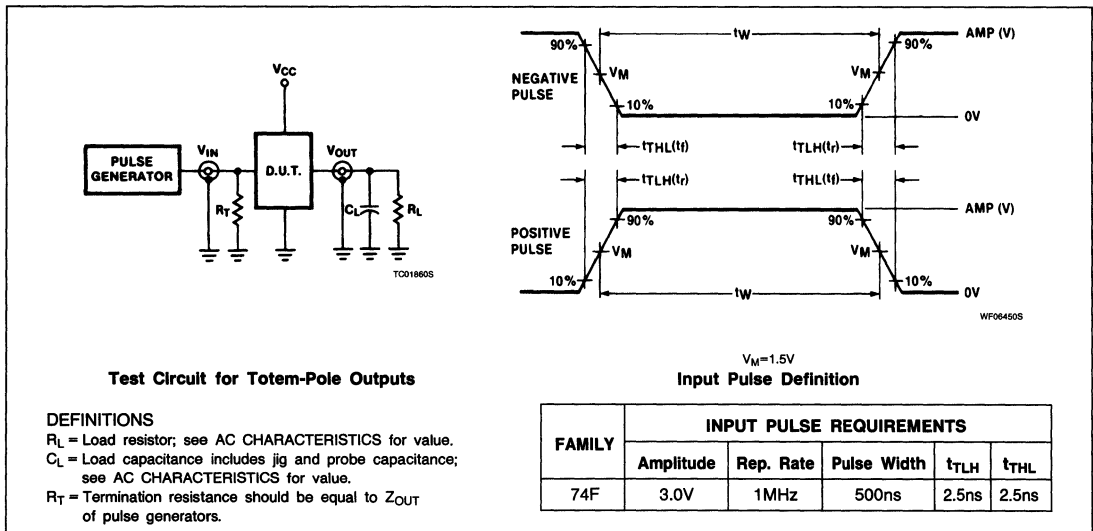 VCC
PULSE
GENERATOR
VIN
D.U.T.
VOUT
RT
CL
RL
TC01860S
Test Circuit for Totem-Pole Outputs
DEFINITIONS
RL = Load resistor; see AC CHARACTERISTICS for value.
CL = Load capacitance includes jig and probe capacitance;
see AC CHARACTERISTICS for value.
RT = Termination resistance should be equal to ZOUT
of pulse generators.
90% tW 90% AMP (V)
NEGATIVE
PULSE
VM VM
10% 10%
0V
tTHL(tf) tTLH(tr)
tTLH(tr) tTHL(tf)
AMP (V)
90% 90%
POSITIVE
PULSE
VM VM
10% tW 10% 0V
WF06450S
VM=1.5V
Input Pulse Definition
FAMILY INPUT PULSE REQUIREMENTS
Amplitude Rep. Rate Pulse Width tTLH tTHL
74F 3.0V 1MHz 500ns 2.5ns 2.5ns